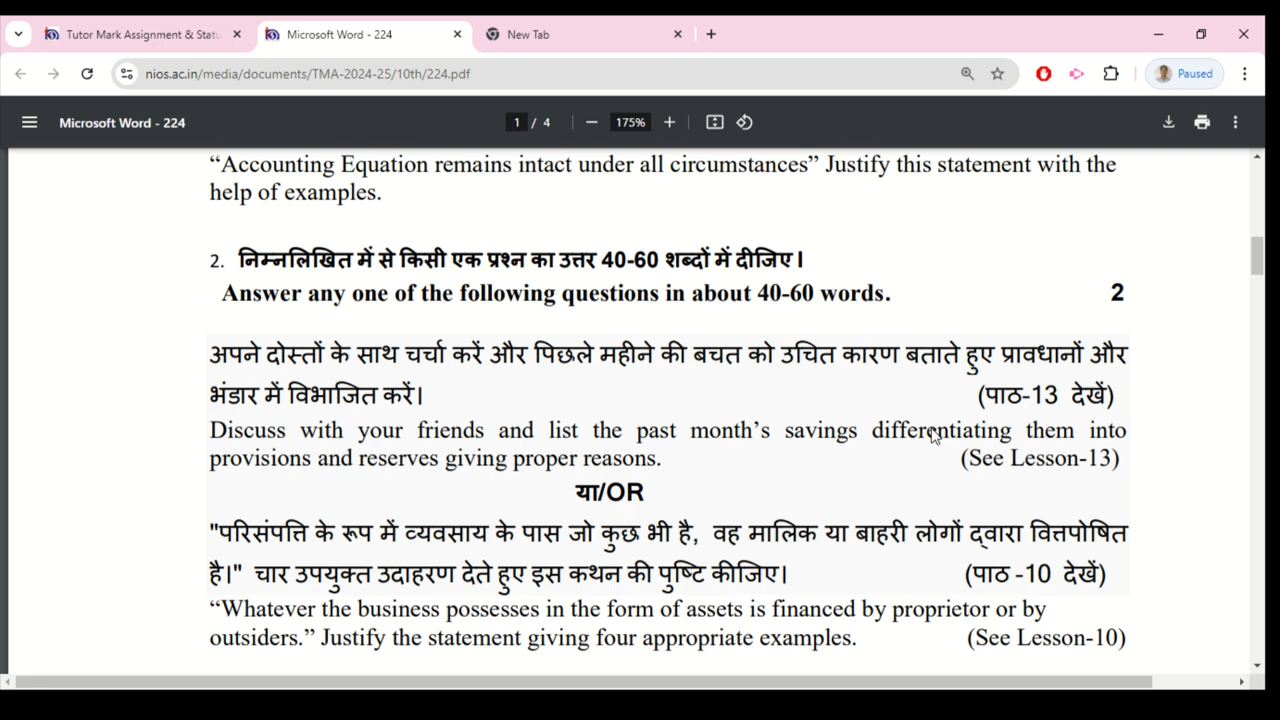 Tutor Mark Assignment & Statu
Microsoft Word - 224
New Tab
nios.ac.in/media/documents/TMA-2024-25/10th/224.pdf
Paused
Microsoft Word - 224
1 / 4
175%
“Accounting Equation remains intact under all circumstances” Justify this statement with the
help of examples.
2. निम्नलिखित में से किसी एक प्रश्न का उत्तर 40-60 शब्दों में दीजिए।
Answer any one of the following questions in about 40-60 words. 2
अपने दोस्तों के साथ चर्चा करें और पिछले महीने की बचत को उचित कारण बताते हुए प्रावधानों और
भंडार में विभाजित करें। (पाठ-13 देखें)
Discuss with your friends and list the past month’s savings differentiating them into
provisions and reserves giving proper reasons. (See Lesson-13)
या/OR
"परिसंपत्ति के रूप में व्यवसाय के पास जो कुछ भी है, वह मालिक या बाहरी लोगों द्वारा वित्तपोषित
है।" चार उपयुक्त उदाहरण देते हुए इस कथन की पुष्टि कीजिए। (पाठ -10 देखें)
“Whatever the business possesses in the form of assets is financed by proprietor or by
outsiders.” Justify the statement giving four appropriate examples. (See Lesson-10)